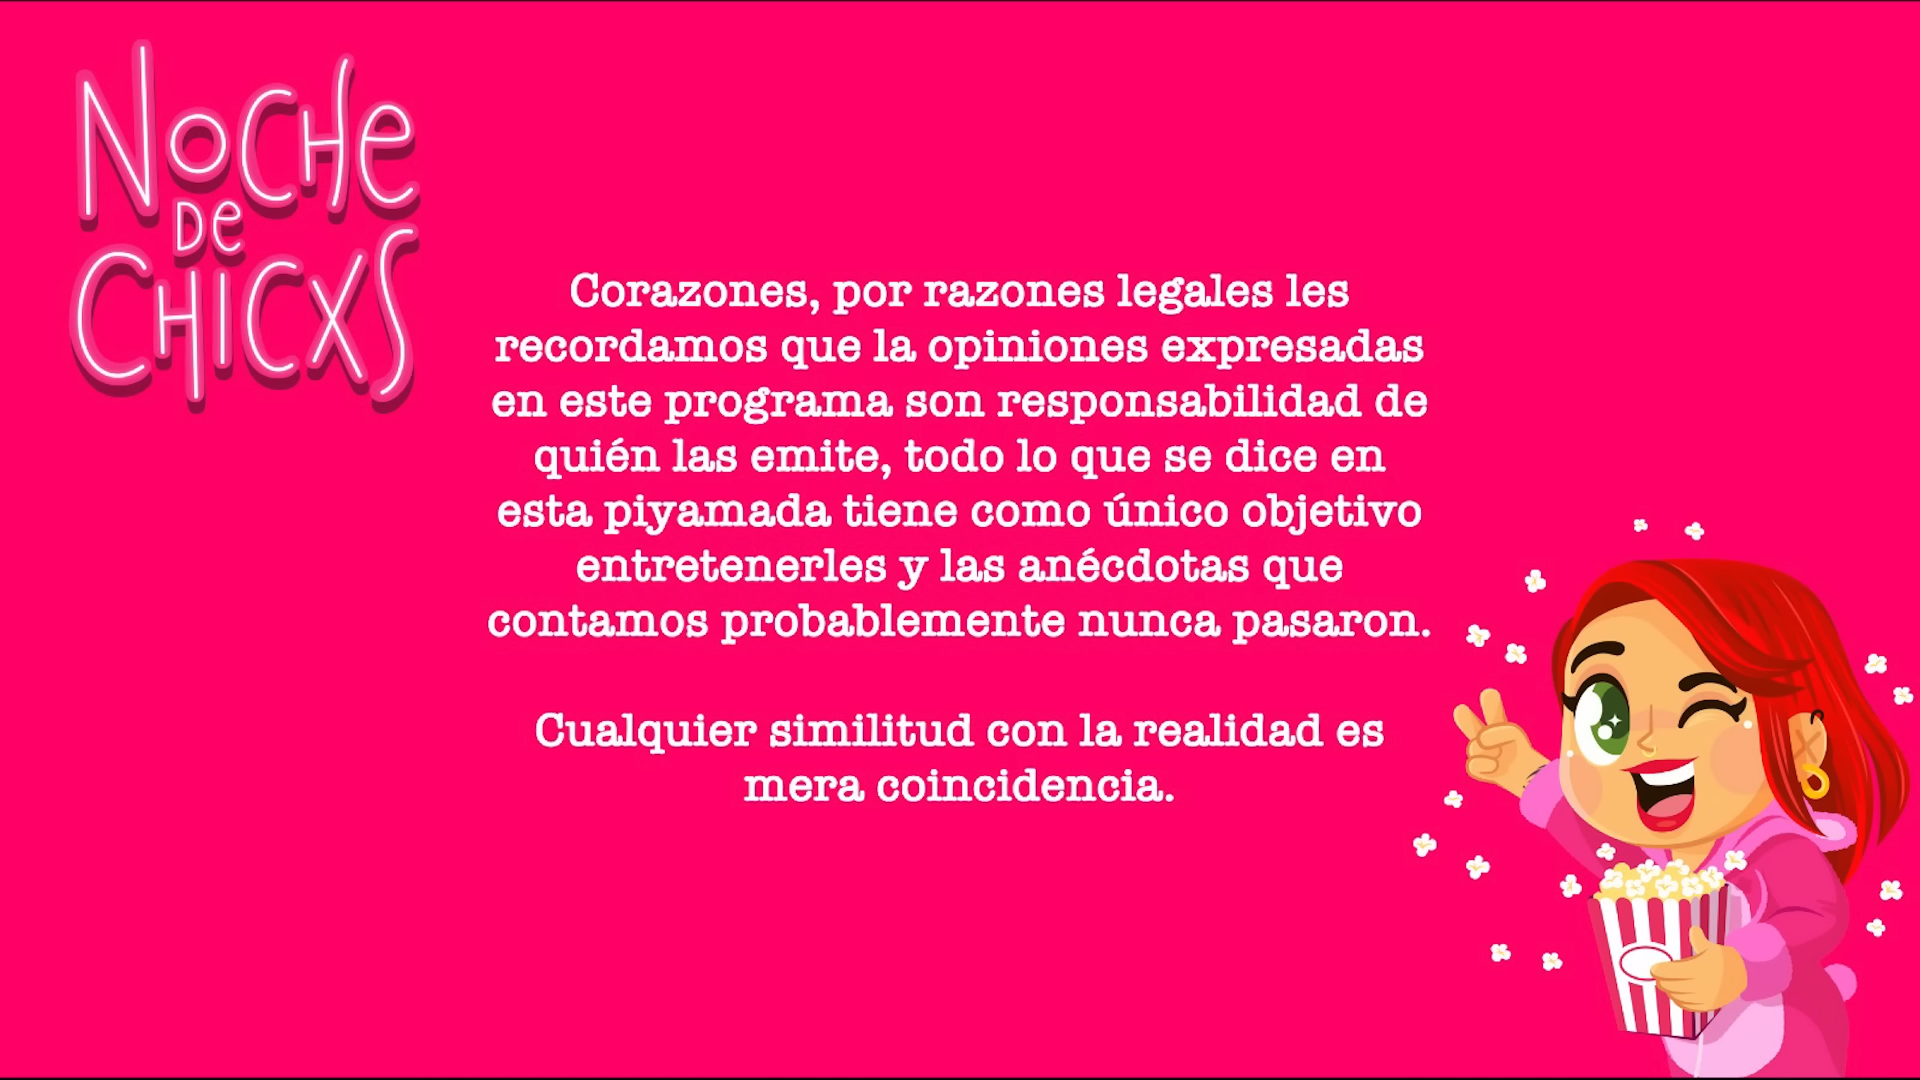 NOCHE
DE
CHICXS
Corazones, por razones legales les
recordamos que la opiniones expresadas
en este programa son responsabilidad de
quién las emite, todo lo que se dice en
esta piyamada tiene como único objetivo
entretenerles y las anécdotas que
contamos probablemente nunca pasaron.
Cualquier similitud con la realidad es
mera coincidencia.